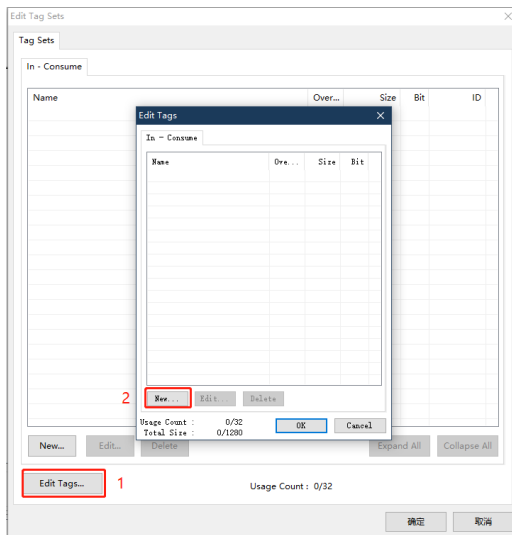 Edit Tag Sets
Tag Sets
In - Consume
Name Over... Size Bit ID
Edit Tags
In - Consume
Name Ove... Size Bit
2 New... Edit... Delete
Usage Count : 0/32
Total Size : 0/1280
OK Cancel
New... Edit... Delete Expand All Collapse All
Edit Tags... 1 Usage Count : 0/32
确定 取消